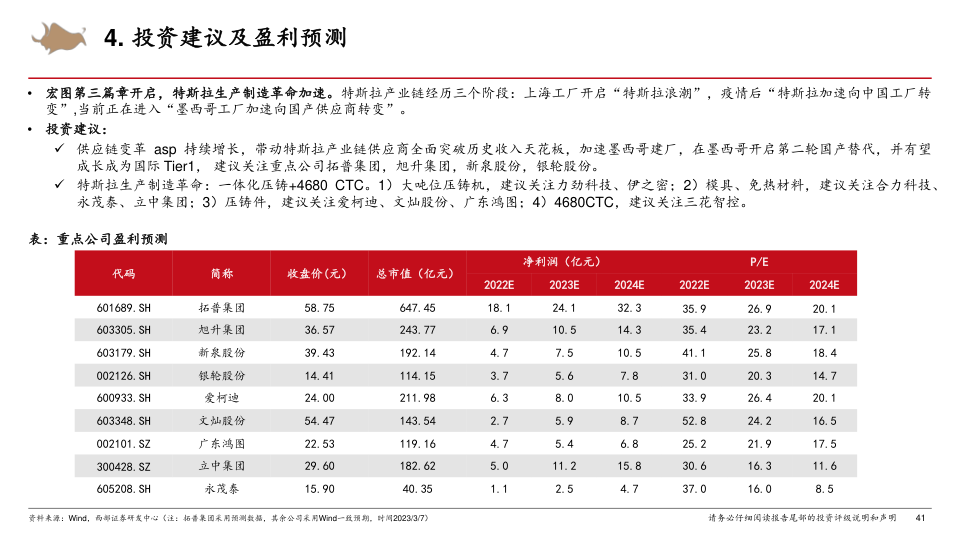 4. 投资建议及盈利预测
• 宏图第三篇章开启，特斯拉生产制造革命加速。特斯拉产业链经历三个阶段：上海工厂开启“特斯拉浪潮”，疫情后“特斯拉加速向中国工厂转
变”,当前正在进入“墨西哥工厂加速向国产供应商转变”。
• 投资建议：
✓ 供应链变革 asp 持续增长，带动特斯拉产业链供应商全面突破历史收入天花板，加速墨西哥建厂，在墨西哥开启第二轮国产替代，并有望
成长成为国际 Tier1， 建议关注重点公司拓普集团，旭升集团，新泉股份，银轮股份。
✓ 特斯拉生产制造革命：一体化压铸+4680 CTC。1）大吨位压铸机，建议关注力劲科技、伊之密；2）模具、免热材料，建议关注合力科技、
永茂泰、立中集团；3）压铸件，建议关注爱柯迪、文灿股份、广东鸿图；4）4680CTC，建议关注三花智控。
表：重点公司盈利预测
代码 简称 收盘价(元) 总市值（亿元） 净利润（亿元） P/E
2022E 2023E 2024E 2022E 2023E 2024E
601689.SH 拓普集团 58.75 647.45 18.1 24.1 32.3 35.9 26.9 20.1
603305.SH 旭升集团 36.57 243.77 6.9 10.5 14.3 35.4 23.2 17.1
603179.SH 新泉股份 39.43 192.14 4.7 7.5 10.5 41.1 25.8 18.4
002126.SH 银轮股份 14.41 114.15 3.7 5.6 7.8 31.0 20.3 14.7
600933.SH 爱柯迪 24.00 211.98 6.3 8.0 10.5 33.9 26.4 20.1
603348.SH 文灿股份 54.47 143.54 2.7 5.9 8.7 52.8 24.2 16.5
002101.SZ 广东鸿图 22.53 119.16 4.7 5.4 6.8 25.2 21.9 17.5
300428.SZ 立中集团 29.60 182.62 5.0 11.2 15.8 30.6 16.3 11.6
605208.SH 永茂泰 15.90 40.35 1.1 2.5 4.7 37.0 16.0 8.5
资料来源：Wind，西部证券研发中心（注：拓普集团采用预测数据，其余公司采用Wind一致预期，时间2023/3/7）
请务必仔细阅读报告尾部的投资评级说明和声明 41